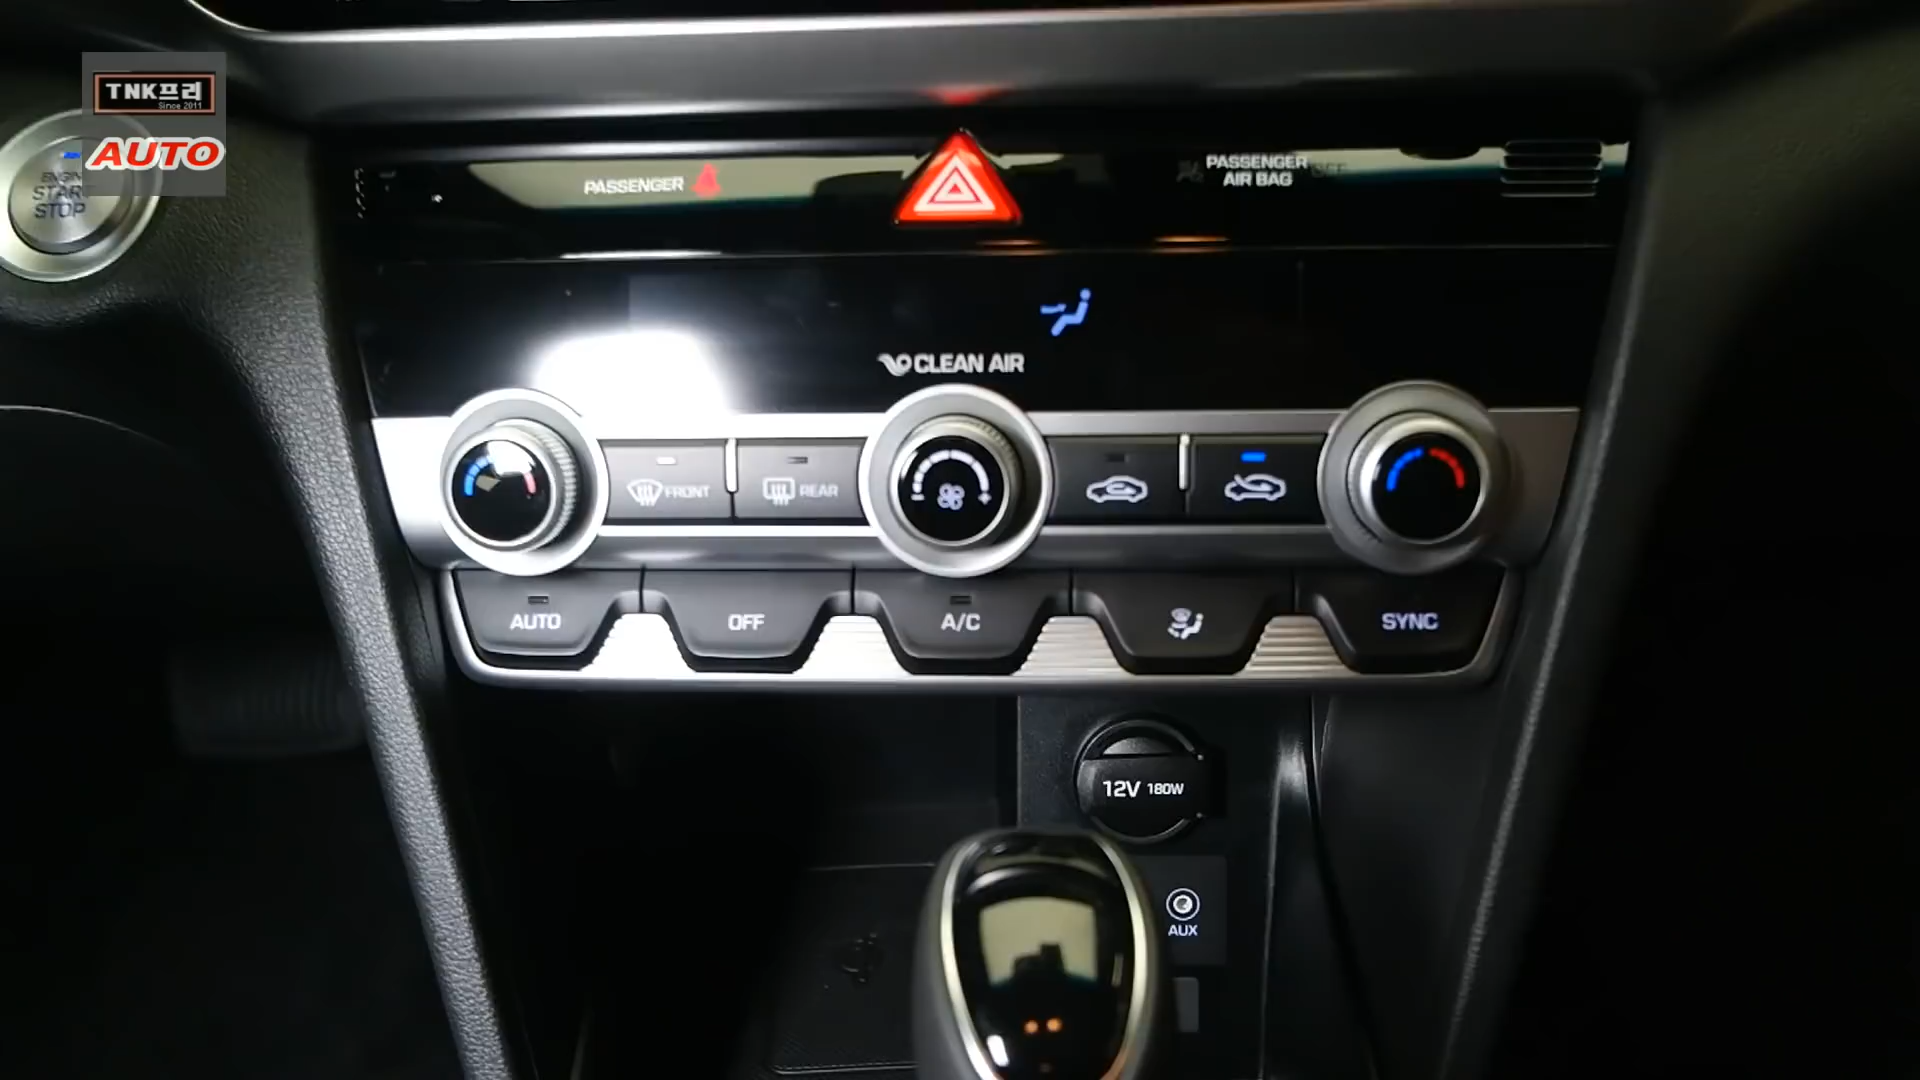 TNK프리
Since 2011
AUTO
ENGINE
START
STOP
PASSENGER
PASSENGER
AIR BAG
CLEAN AIR
FRONT
REAR
AUTO
OFF
A/C
SYNC
12V 180W
AUX